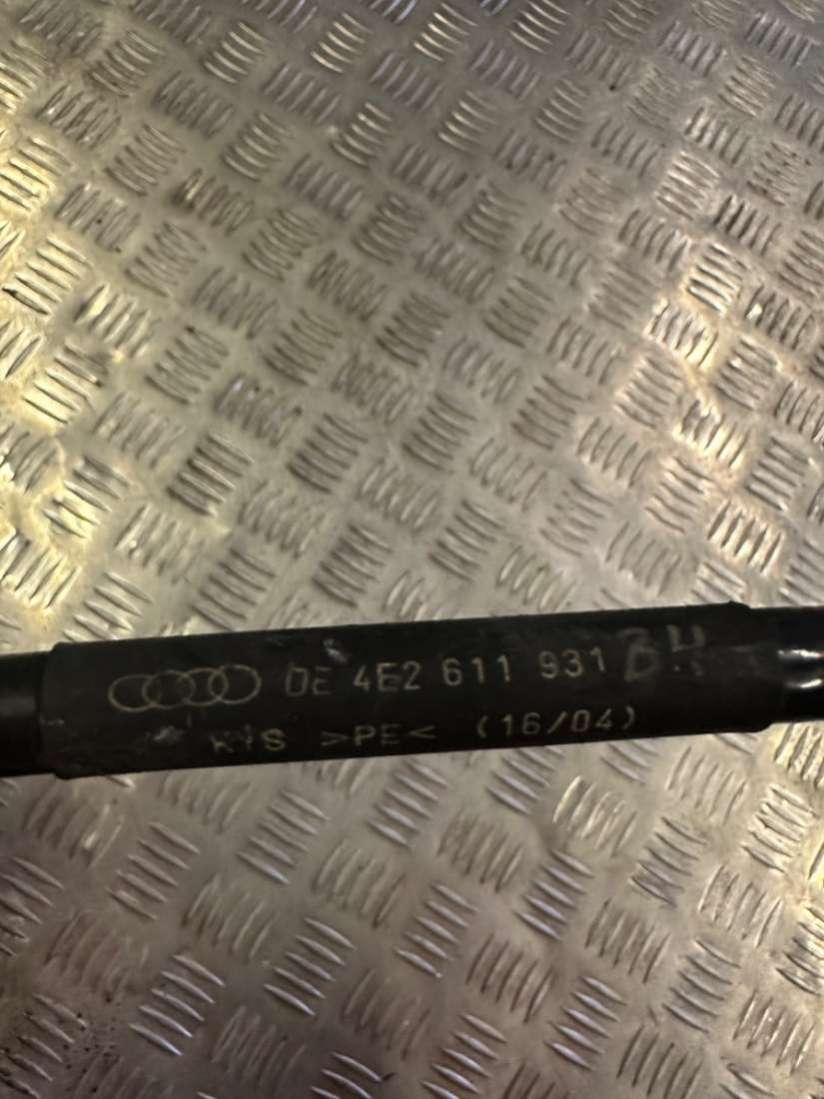 DE 4E2 611 931
>PE< (16/04)